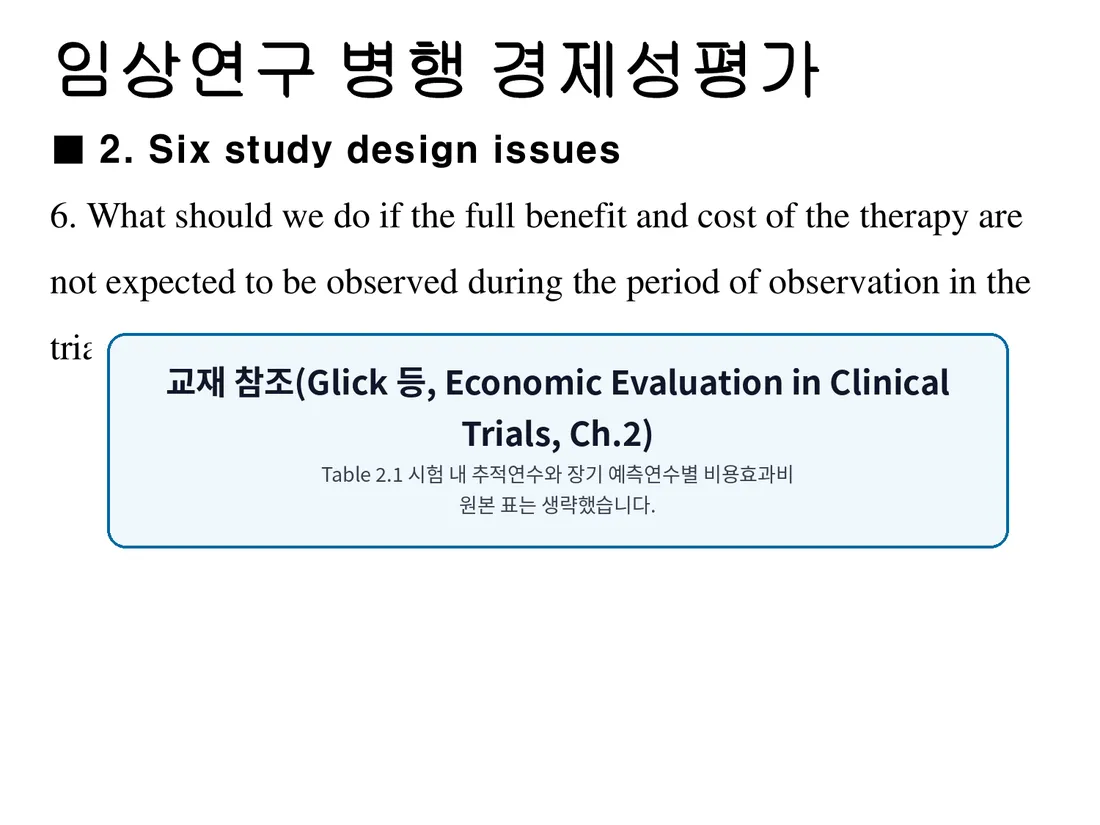 임상연구 병행 경제성평가
■ 2. Six study design issues
6. What should we do if the full benefit and cost of the therapy are
not expected to be observed during the period of observation in the
교재 참조(Glick 등, Economic Evaluation in Clinical
Trials, Ch.2)
Table 2.1 시험 내 추적연수와 장기 예측연수별 비용효과비
원본 표는 생략했습니다.